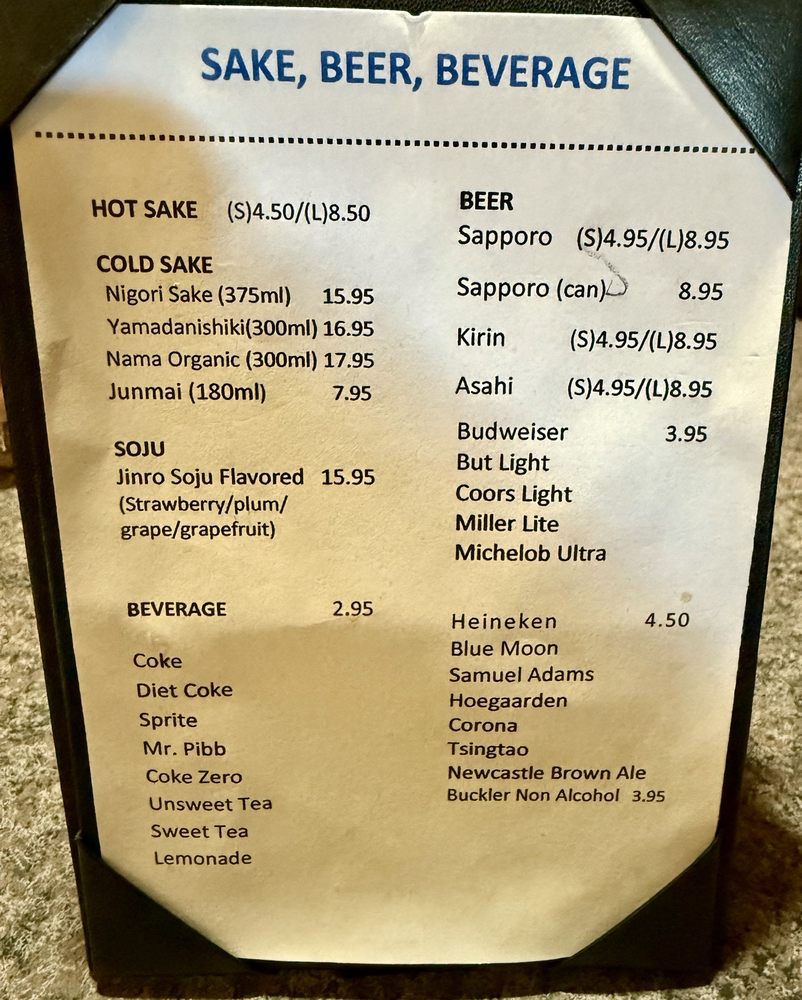 SAKE, BEER, BEVERAGE
HOT SAKE (S)4.50/(L)8.50
COLD SAKE
Nigori Sake (375ml) 15.95
Yamadanishiki(300ml) 16.95
Nama Organic (300ml) 17.95
Junmai (180ml) 7.95
SOJU
Jinro Soju Flavored 15.95
(Strawberry/plum/
grape/grapefruit)
BEVERAGE 2.95
Coke
Diet Coke
Sprite
Mr. Pibb
Coke Zero
Unsweet Tea
Sweet Tea
Lemonade
BEER
Sapporo (S)4.95/(L)8.95
Sapporo (can) 8.95
Kirin (S)4.95/(L)8.95
Asahi (S)4.95/(L)8.95
Budweiser 3.95
But Light
Coors Light
Miller Lite
Michelob Ultra
Heineken 4.50
Blue Moon
Samuel Adams
Hoegaarden
Corona
Tsingtao
Newcastle Brown Ale
Buckler Non Alcohol 3.95